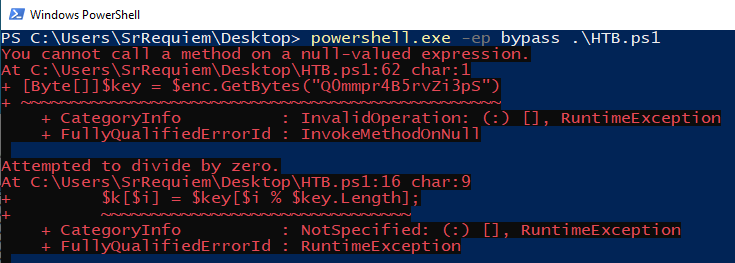 Windows PowerShell
PS C:\Users\SrRequiem\Desktop> powershell.exe -ep bypass .\HTB.ps1
You cannot call a method on a null-valued expression.
At C:\Users\SrRequiem\Desktop\HTB.ps1:62 char:1
+ [Byte[]]$key = $enc.GetBytes("Q0mmpr4B5rvZi3pS")
+ ~~~~~~~~~~~~~~~~~~~~~~~~~~~~~~~~~~~~~~~~~~~~~~~~
    + CategoryInfo          : InvalidOperation: (:) [], RuntimeException
    + FullyQualifiedErrorId : InvokeMethodOnNull

Attempted to divide by zero.
At C:\Users\SrRequiem\Desktop\HTB.ps1:16 char:9
+         $k[$i] = $key[$i % $key.Length];
+         ~~~~~~~~~~~~~~~~~~~~~~~~~~~~~~~
    + CategoryInfo          : NotSpecified: (:) [], RuntimeException
    + FullyQualifiedErrorId : RuntimeException